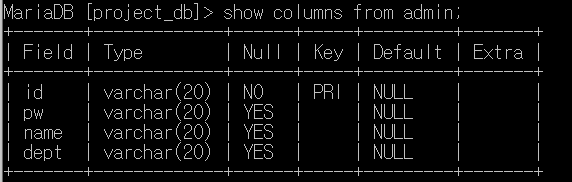 MariaDB [project_db]> show columns from admin;
+-------+-------------+------+-----+---------+-------+
| Field | Type        | Null | Key | Default | Extra |
+-------+-------------+------+-----+---------+-------+
| id    | varchar(20) | NO   | PRI | NULL    |       |
| pw    | varchar(20) | YES  |     | NULL    |       |
| name  | varchar(20) | YES  |     | NULL    |       |
| dept  | varchar(20) | YES  |     | NULL    |       |
+-------+-------------+------+-----+---------+-------+